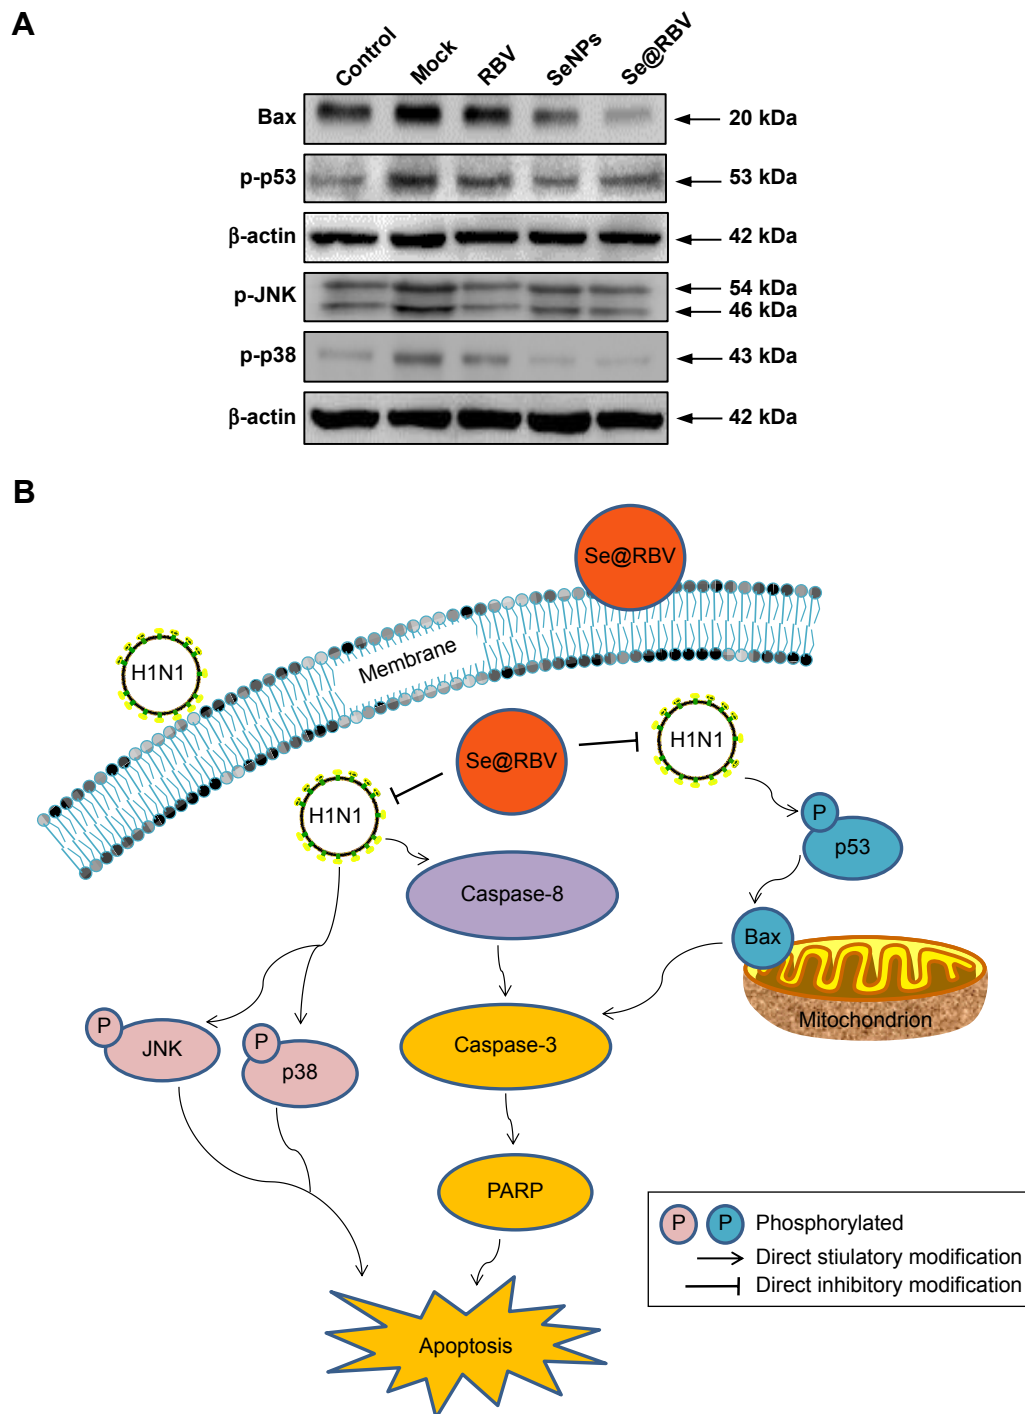 A
Control Mock RBV SeNPs Se@RBV
Bax 20 kDa
p-p53 53 kDa
β-actin 42 kDa
p-JNK 54 kDa
46 kDa
p-p38 43 kDa
β-actin 42 kDa
B
Se@RBV
Membrane
H1N1
Se@RBV
H1N1
H1N1
P
p53
Caspase-8
Bax
Mitochondrion
P
JNK
P
p38
Caspase-3
PARP
P P Phosphorylated
Direct stiulatory modification
Direct inhibitory modification
Apoptosis